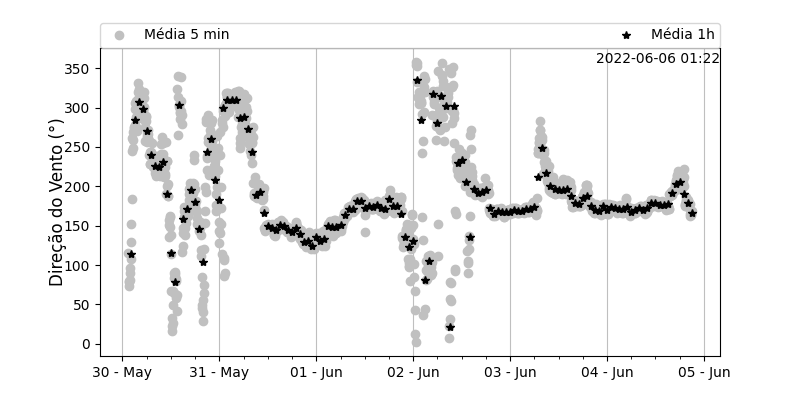 Média 5 min
Média 1h
2022-06-06 01:22
Direção do Vento (°)
350
300
250
200
150
100
50
0
30 - May
31 - May
01 - Jun
02 - Jun
03 - Jun
04 - Jun
05 - Jun